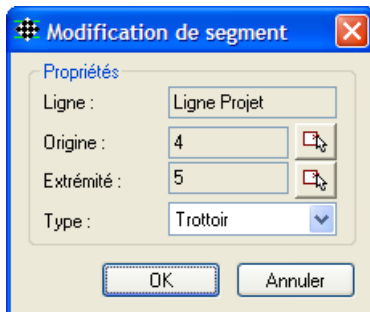 Modification de segment
Propriétés
Ligne : Ligne Projet
Origine : 4
Extrémité : 5
Type : Trottoir
OK Annuler